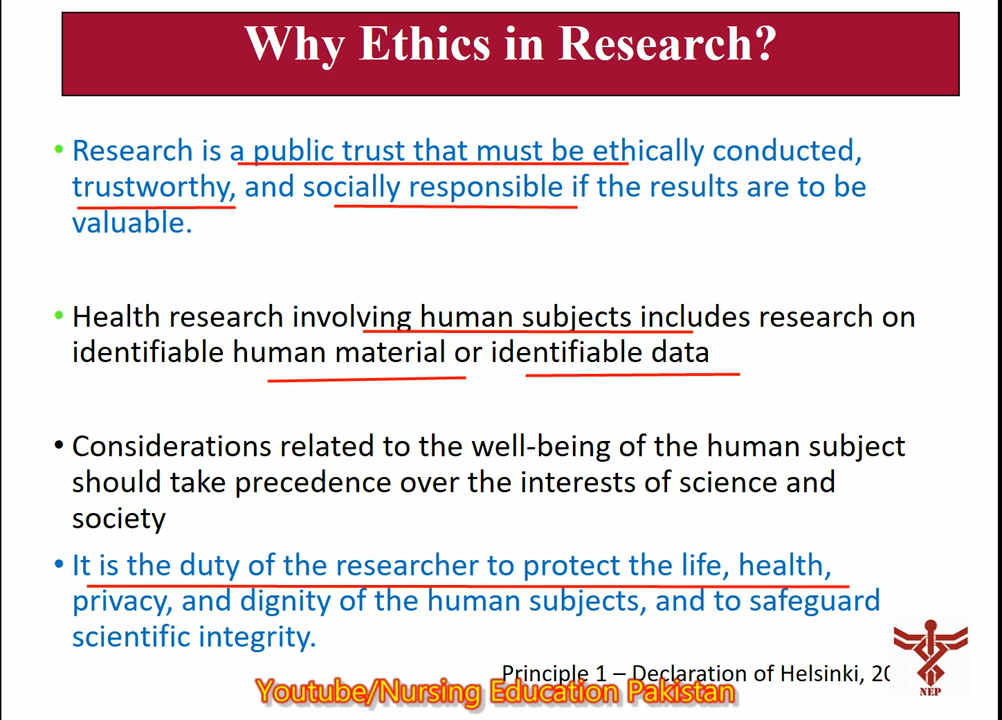 Why Ethics in Research?
• Research is a public trust that must be ethically conducted,
trustworthy, and socially responsible if the results are to be
valuable.
• Health research involving human subjects includes research on
identifiable human material or identifiable data
• Considerations related to the well-being of the human subject
should take precedence over the interests of science and
society
• It is the duty of the researcher to protect the life, health,
privacy, and dignity of the human subjects, and to safeguard
scientific integrity.
Principle 1 – Declaration of Helsinki,
Youtube/Nursing Education Pakistan
NEP